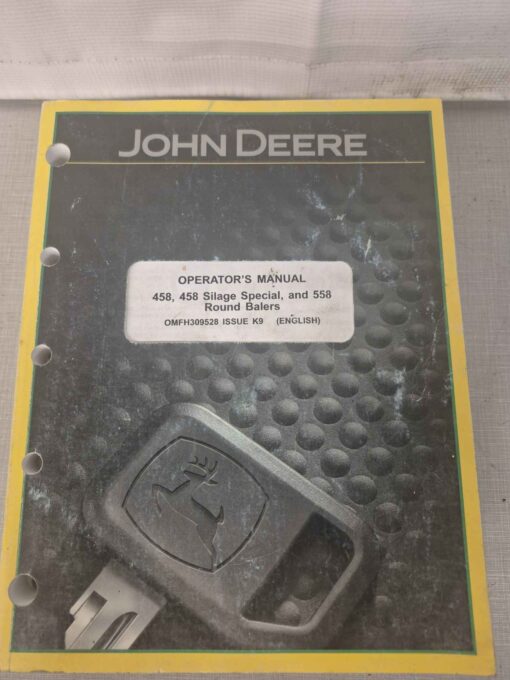 JOHN DEERE
OPERATOR'S MANUAL
458, 458 Silage Special, and 558
Round Balers
OMFH309528 ISSUE K9 (ENGLISH)